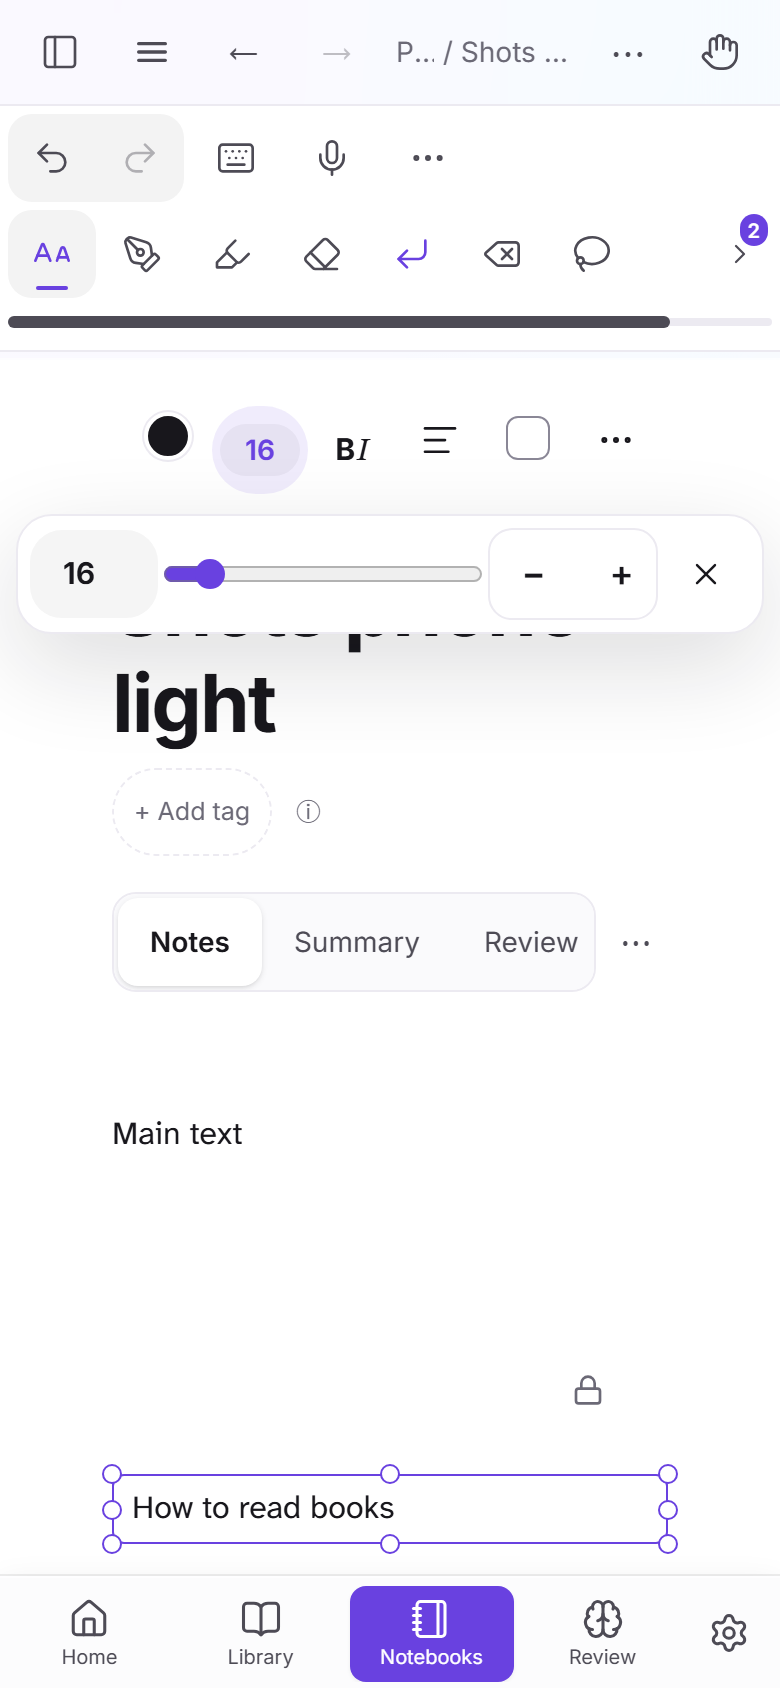 P... / Shots ...
2
16
BI
16
light
+ Add tag
Notes Summary Review
Main text
How to read books
Home Library Notebooks Review